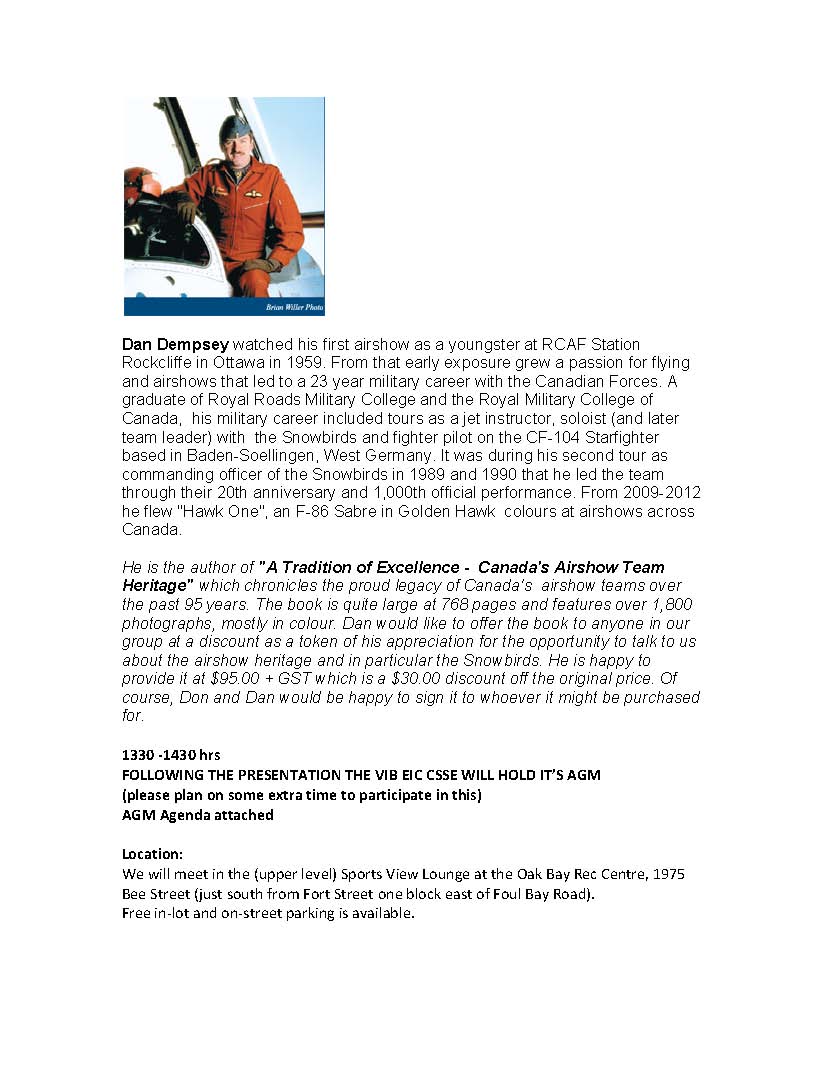 Brian Willer Photo
Dan Dempsey watched his first airshow as a youngster at RCAF Station
Rockcliffe in Ottawa in 1959. From that early exposure grew a passion for flying
and airshows that led to a 23 year military career with the Canadian Forces. A
graduate of Royal Roads Military College and the Royal Military College of
Canada,  his military career included tours as a jet instructor, soloist (and later
team leader) with  the Snowbirds and fighter pilot on the CF-104 Starfighter
based in Baden-Soellingen, West Germany. It was during his second tour as
commanding officer of the Snowbirds in 1989 and 1990 that he led the team
through their 20th anniversary and 1,000th official performance. From 2009-2012
he flew "Hawk One", an F-86 Sabre in Golden Hawk  colours at airshows across
Canada.
He is the author of "A Tradition of Excellence -  Canada's Airshow Team
Heritage" which chronicles the proud legacy of Canada's  airshow teams over
the past 95 years. The book is quite large at 768 pages and features over 1,800
photographs, mostly in colour. Dan would like to offer the book to anyone in our
group at a discount as a token of his appreciation for the opportunity to talk to us
about the airshow heritage and in particular the Snowbirds. He is happy to
provide it at $95.00 + GST which is a $30.00 discount off the original price. Of
course, Don and Dan would be happy to sign it to whoever it might be purchased
for.
1330 -1430 hrs
FOLLOWING THE PRESENTATION THE VIB EIC CSSE WILL HOLD IT'S AGM
(please plan on some extra time to participate in this)
AGM Agenda attached
Location:
We will meet in the (upper level) Sports View Lounge at the Oak Bay Rec Centre, 1975
Bee Street (just south from Fort Street one block east of Foul Bay Road).
Free in-lot and on-street parking is available.